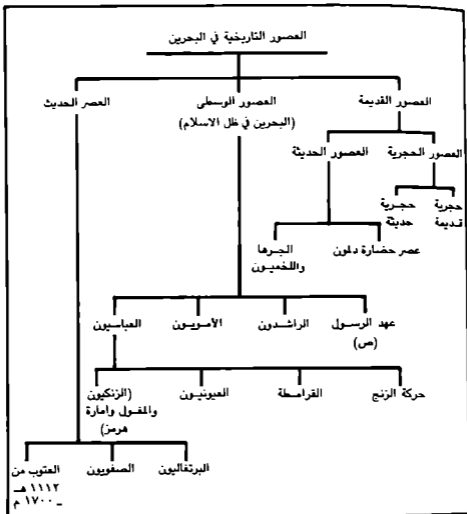 العصور التاريخية في البحرين
العصور القديمة
العصور الوسطى
(البحرين في ظل الاسلام)
العصر الحديث
العصور الحجرية
العصور الحديثة
حجرية
قديمة
حجرية
حديثة
عصر حضارة دلون
الجرها
واللخميون
عهد الرسول
(ص)
الراشدون
الأمويون
العباسيون
حركة الزنج
القرامطة
العيونيون
(الزنكيون
والمغول وامارة
هرمز)
البرتغاليون
الصفويون
العتوب من
١١١٢ هـ
ـ ١٧٠٠ م